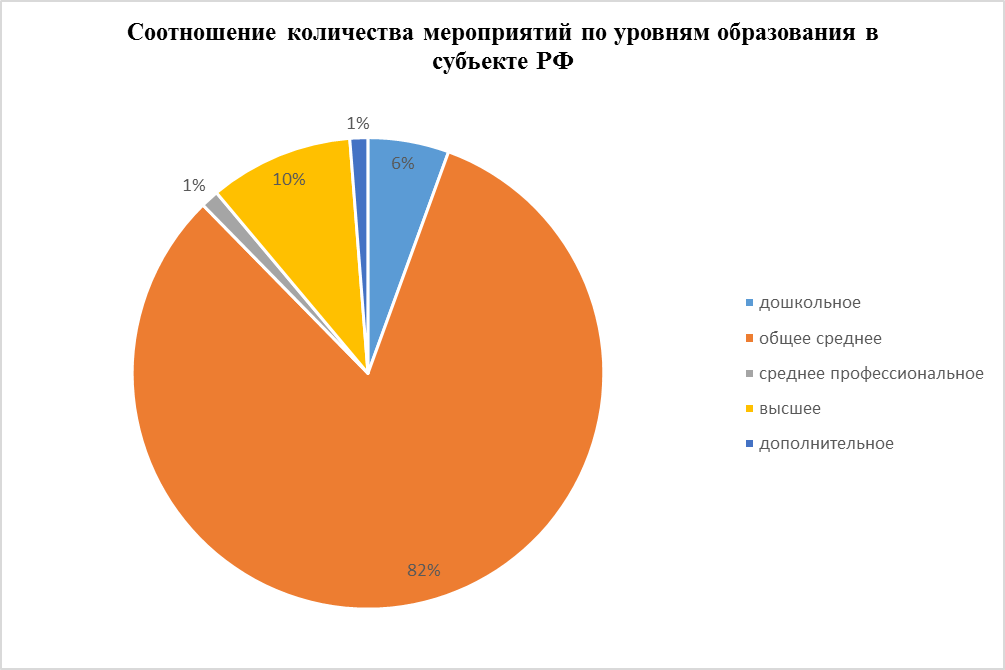 Соотношение количества мероприятий по уровням образования в
субъекте РФ
1%
6%
10%
1%
82%
дошкольное
общее среднее
среднее профессиональное
высшее
дополнительное